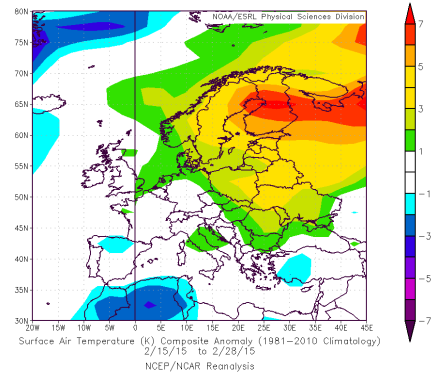 NOAA/ESRL Physical Sciences Division
80N
75N
70N
65N
60N
55N
50N
45N
40N
35N
30N
20W 15W 10W 5W 0 5E 10E 15E 20E 25E 30E 35E 40E 45E
7
5
3
1
−1
−3
−5
−7
Surface Air Temperature (K) Composite Anomaly (1981−2010 Climatology)
2/15/15 to 2/28/15
NCEP/NCAR Reanalysis